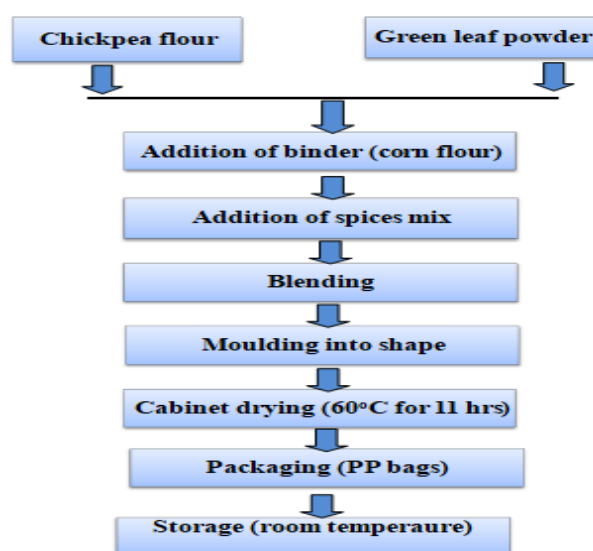 Chickpea flour
Green leaf powder
Addition of binder (corn flour)
Addition of spices mix
Blending
Moulding into shape
Cabinet drying (60°C for 11 hrs)
Packaging (PP bags)
Storage (room temperaure)